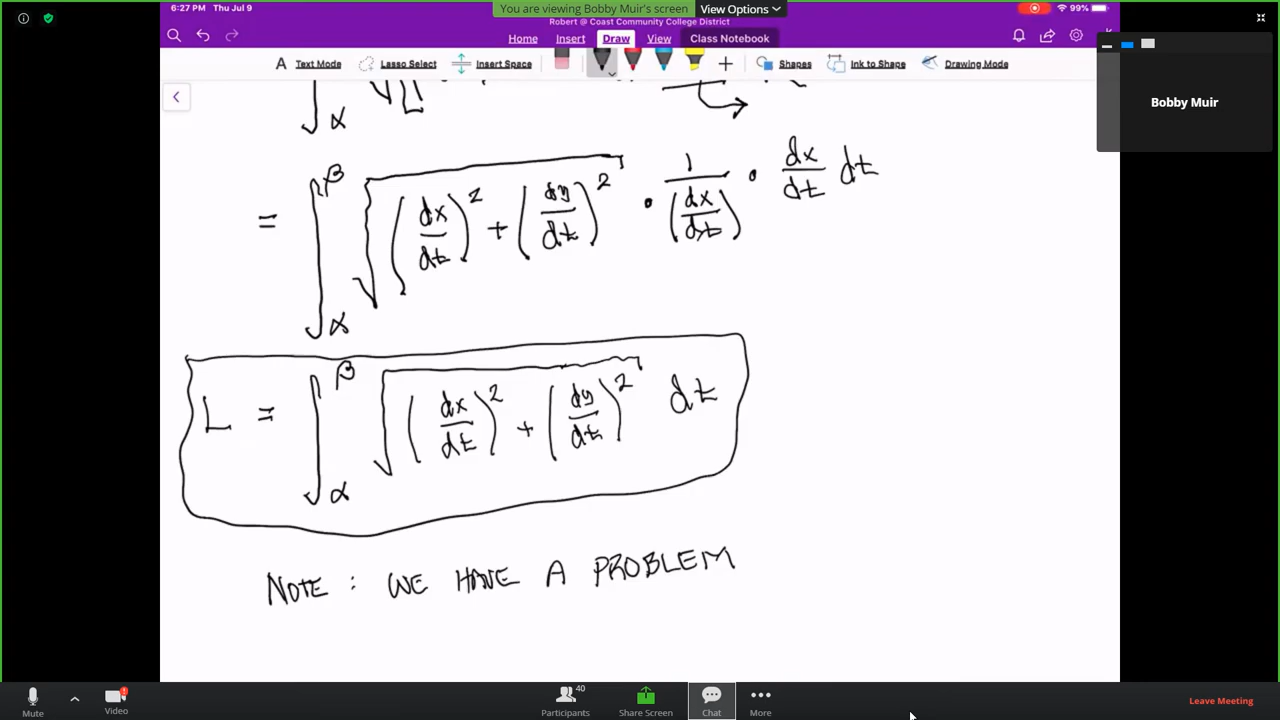 You are viewing Bobby Muir's screen View Options
6:27 PM Thu Jul 9 99%
Robert @ Coast Community College District
Home Insert Draw View Class Notebook
Text Mode Lasso Select Insert Space Shapes Ink to Shape Drawing Mode
Bobby Muir
∫ α
= ∫_α^β √((dx/dt)^2 + (dy/dt)^2) · 1/(dx/dt) · dx/dt dt
L = ∫_α^β √((dx/dt)^2 + (dy/dt)^2) dt
NOTE : WE HAVE A PROBLEM
Mute Video Participants 40 Share Screen Chat More Leave Meeting